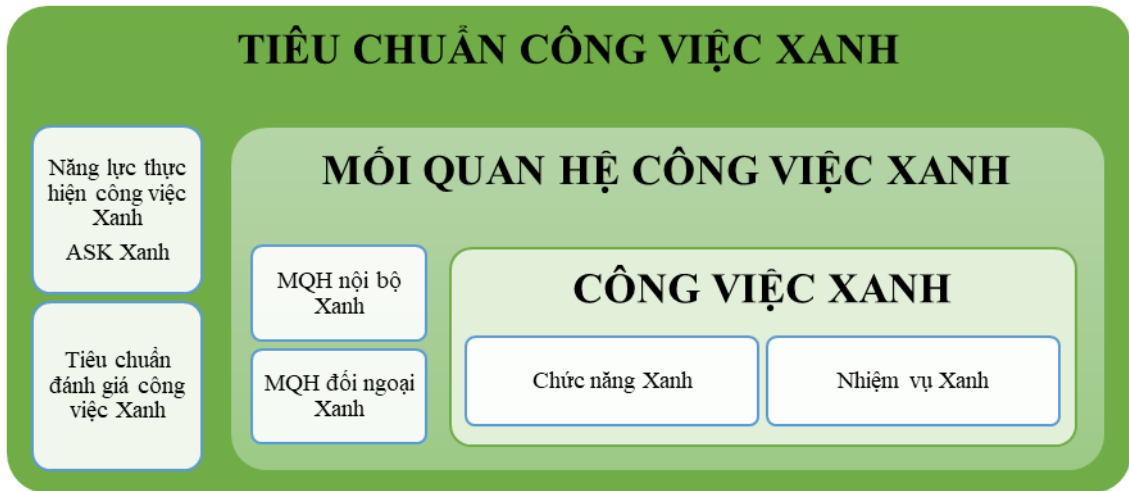 TIÊU CHUẨN CÔNG VIỆC XANH
Năng lực thực
hiện công việc
Xanh
ASK Xanh
Tiêu chuẩn
đánh giá công
việc Xanh
MỐI QUAN HỆ CÔNG VIỆC XANH
MQH nội bộ
Xanh
MQH đối ngoại
Xanh
CÔNG VIỆC XANH
Chức năng Xanh
Nhiệm vụ Xanh